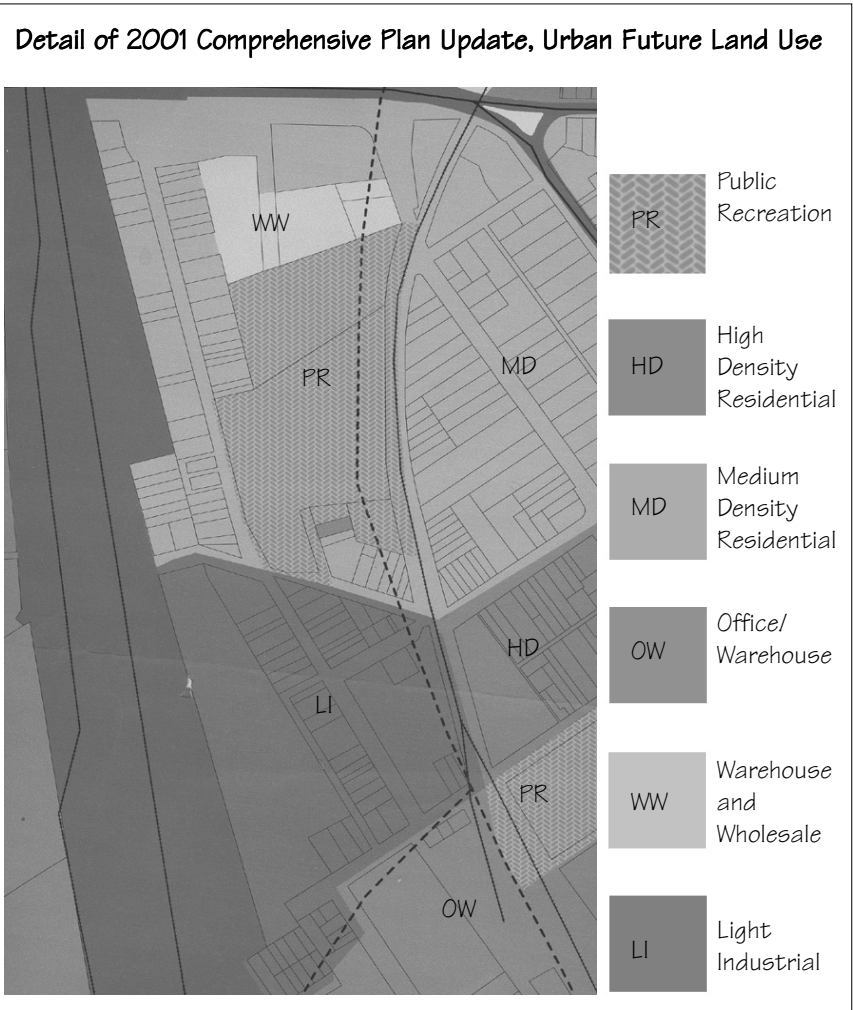 Detail of 2001 Comprehensive Plan Update, Urban Future Land Use
WW
PR
MD
HD
LI
PR
OW
PR
Public
Recreation
HD
High
Density
Residential
MD
Medium
Density
Residential
OW
Office/
Warehouse
WW
Warehouse
and
Wholesale
LI
Light
Industrial